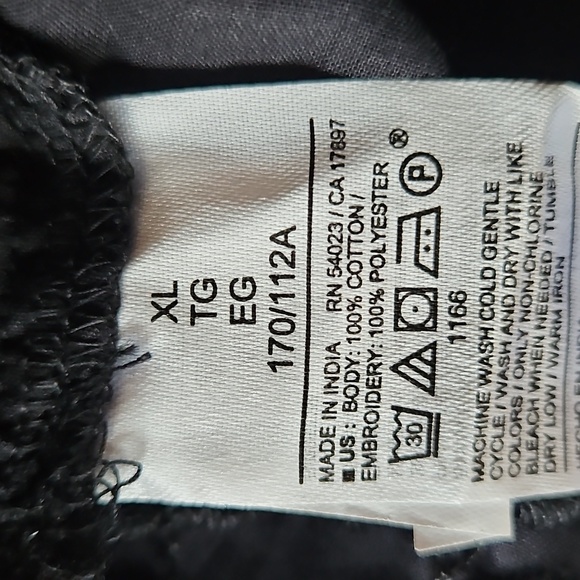 XL
TG
EG
170/112A
MADE IN INDIA RN 54023 / CA 17897
US : BODY: 100% COTTON /
EMBROIDERY: 100% POLYESTER
®
30
P
1166
MACHINE WASH COLD GENTLE
CYCLE / WASH AND DRY WITH LIKE
COLORS / ONLY NON-CHLORINE
BLEACH WHEN NEEDED / TUMBLE
DRY LOW / WARM IRON